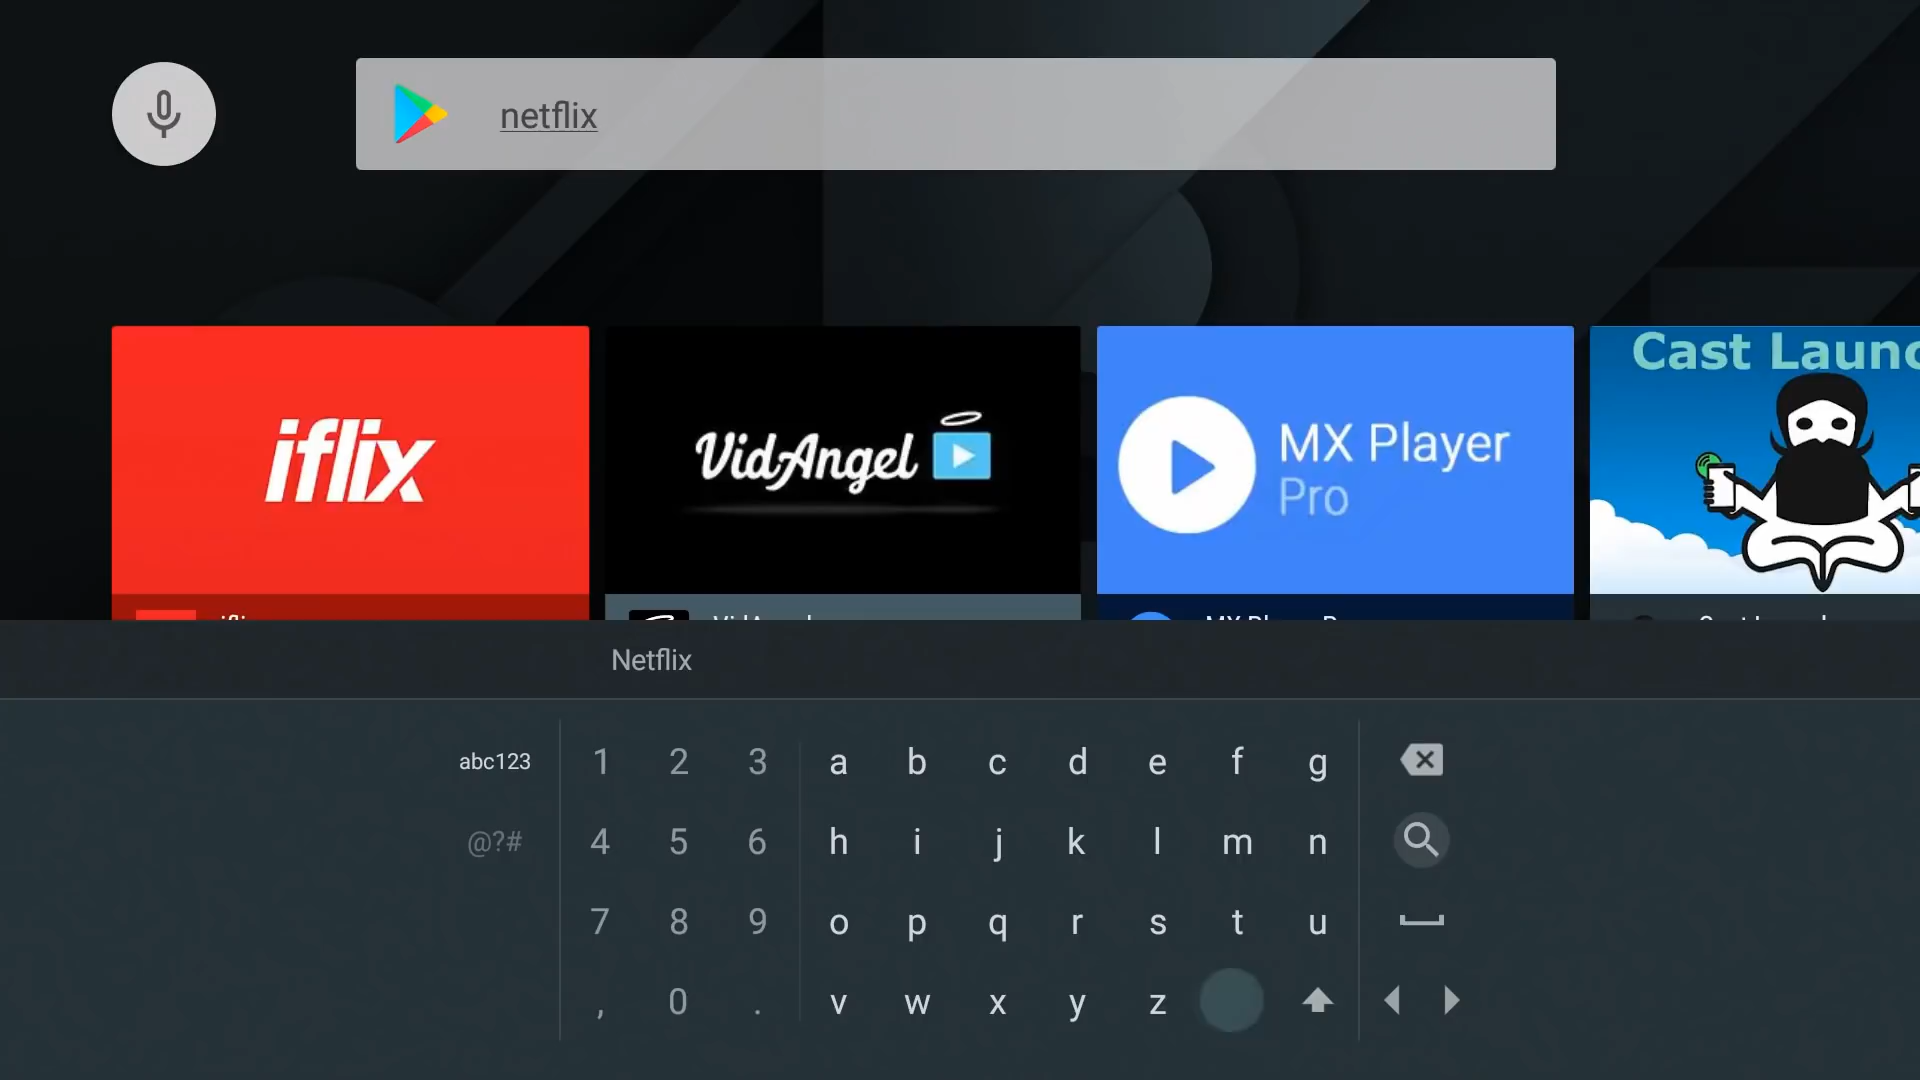 netflix
iflix
VidAngel
MX Player
Pro
Cast Launc
Netflix
abc123 1 2 3 a b c d e f g
@?# 4 5 6 h i j k l m n
7 8 9 o p q r s t u
, 0 . v w x y z